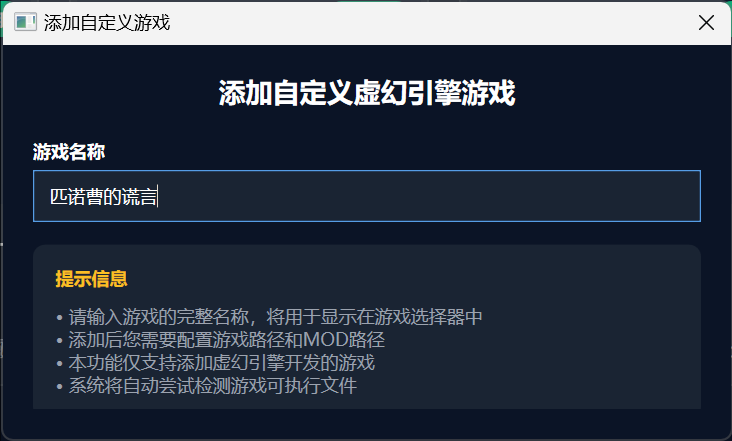 添加自定义游戏
添加自定义虚幻引擎游戏
游戏名称
匹诺曹的谎言
提示信息
• 请输入游戏的完整名称，将用于显示在游戏选择器中
• 添加后您需要配置游戏路径和MOD路径
• 本功能仅支持添加虚幻引擎开发的游戏
• 系统将自动尝试检测游戏可执行文件